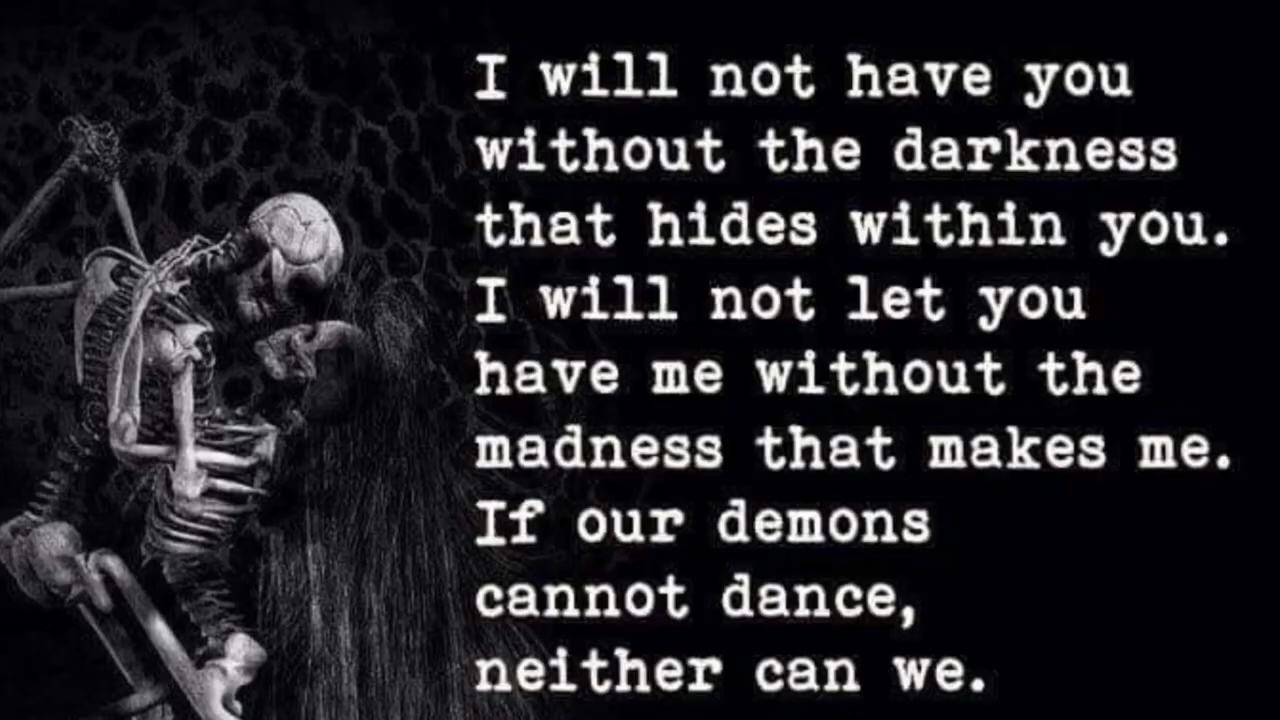 I will not have you
without the darkness
that hides within you.
I will not let you
have me without the
madness that makes me.
If our demons
cannot dance,
neither can we.